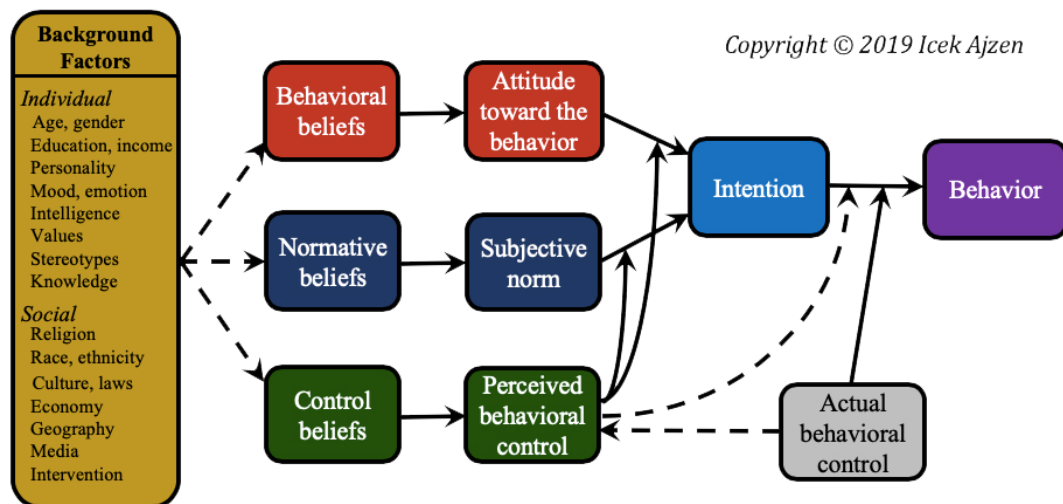 Background
Factors
Individual
Age, gender
Education, income
Personality
Mood, emotion
Intelligence
Values
Stereotypes
Knowledge
Social
Religion
Race, ethnicity
Culture, laws
Economy
Geography
Media
Intervention
Copyright © 2019 Icek Ajzen
Behavioral
beliefs
Attitude
toward the
behavior
Normative
beliefs
Subjective
norm
Control
beliefs
Perceived
behavioral
control
Intention
Behavior
Actual
behavioral
control